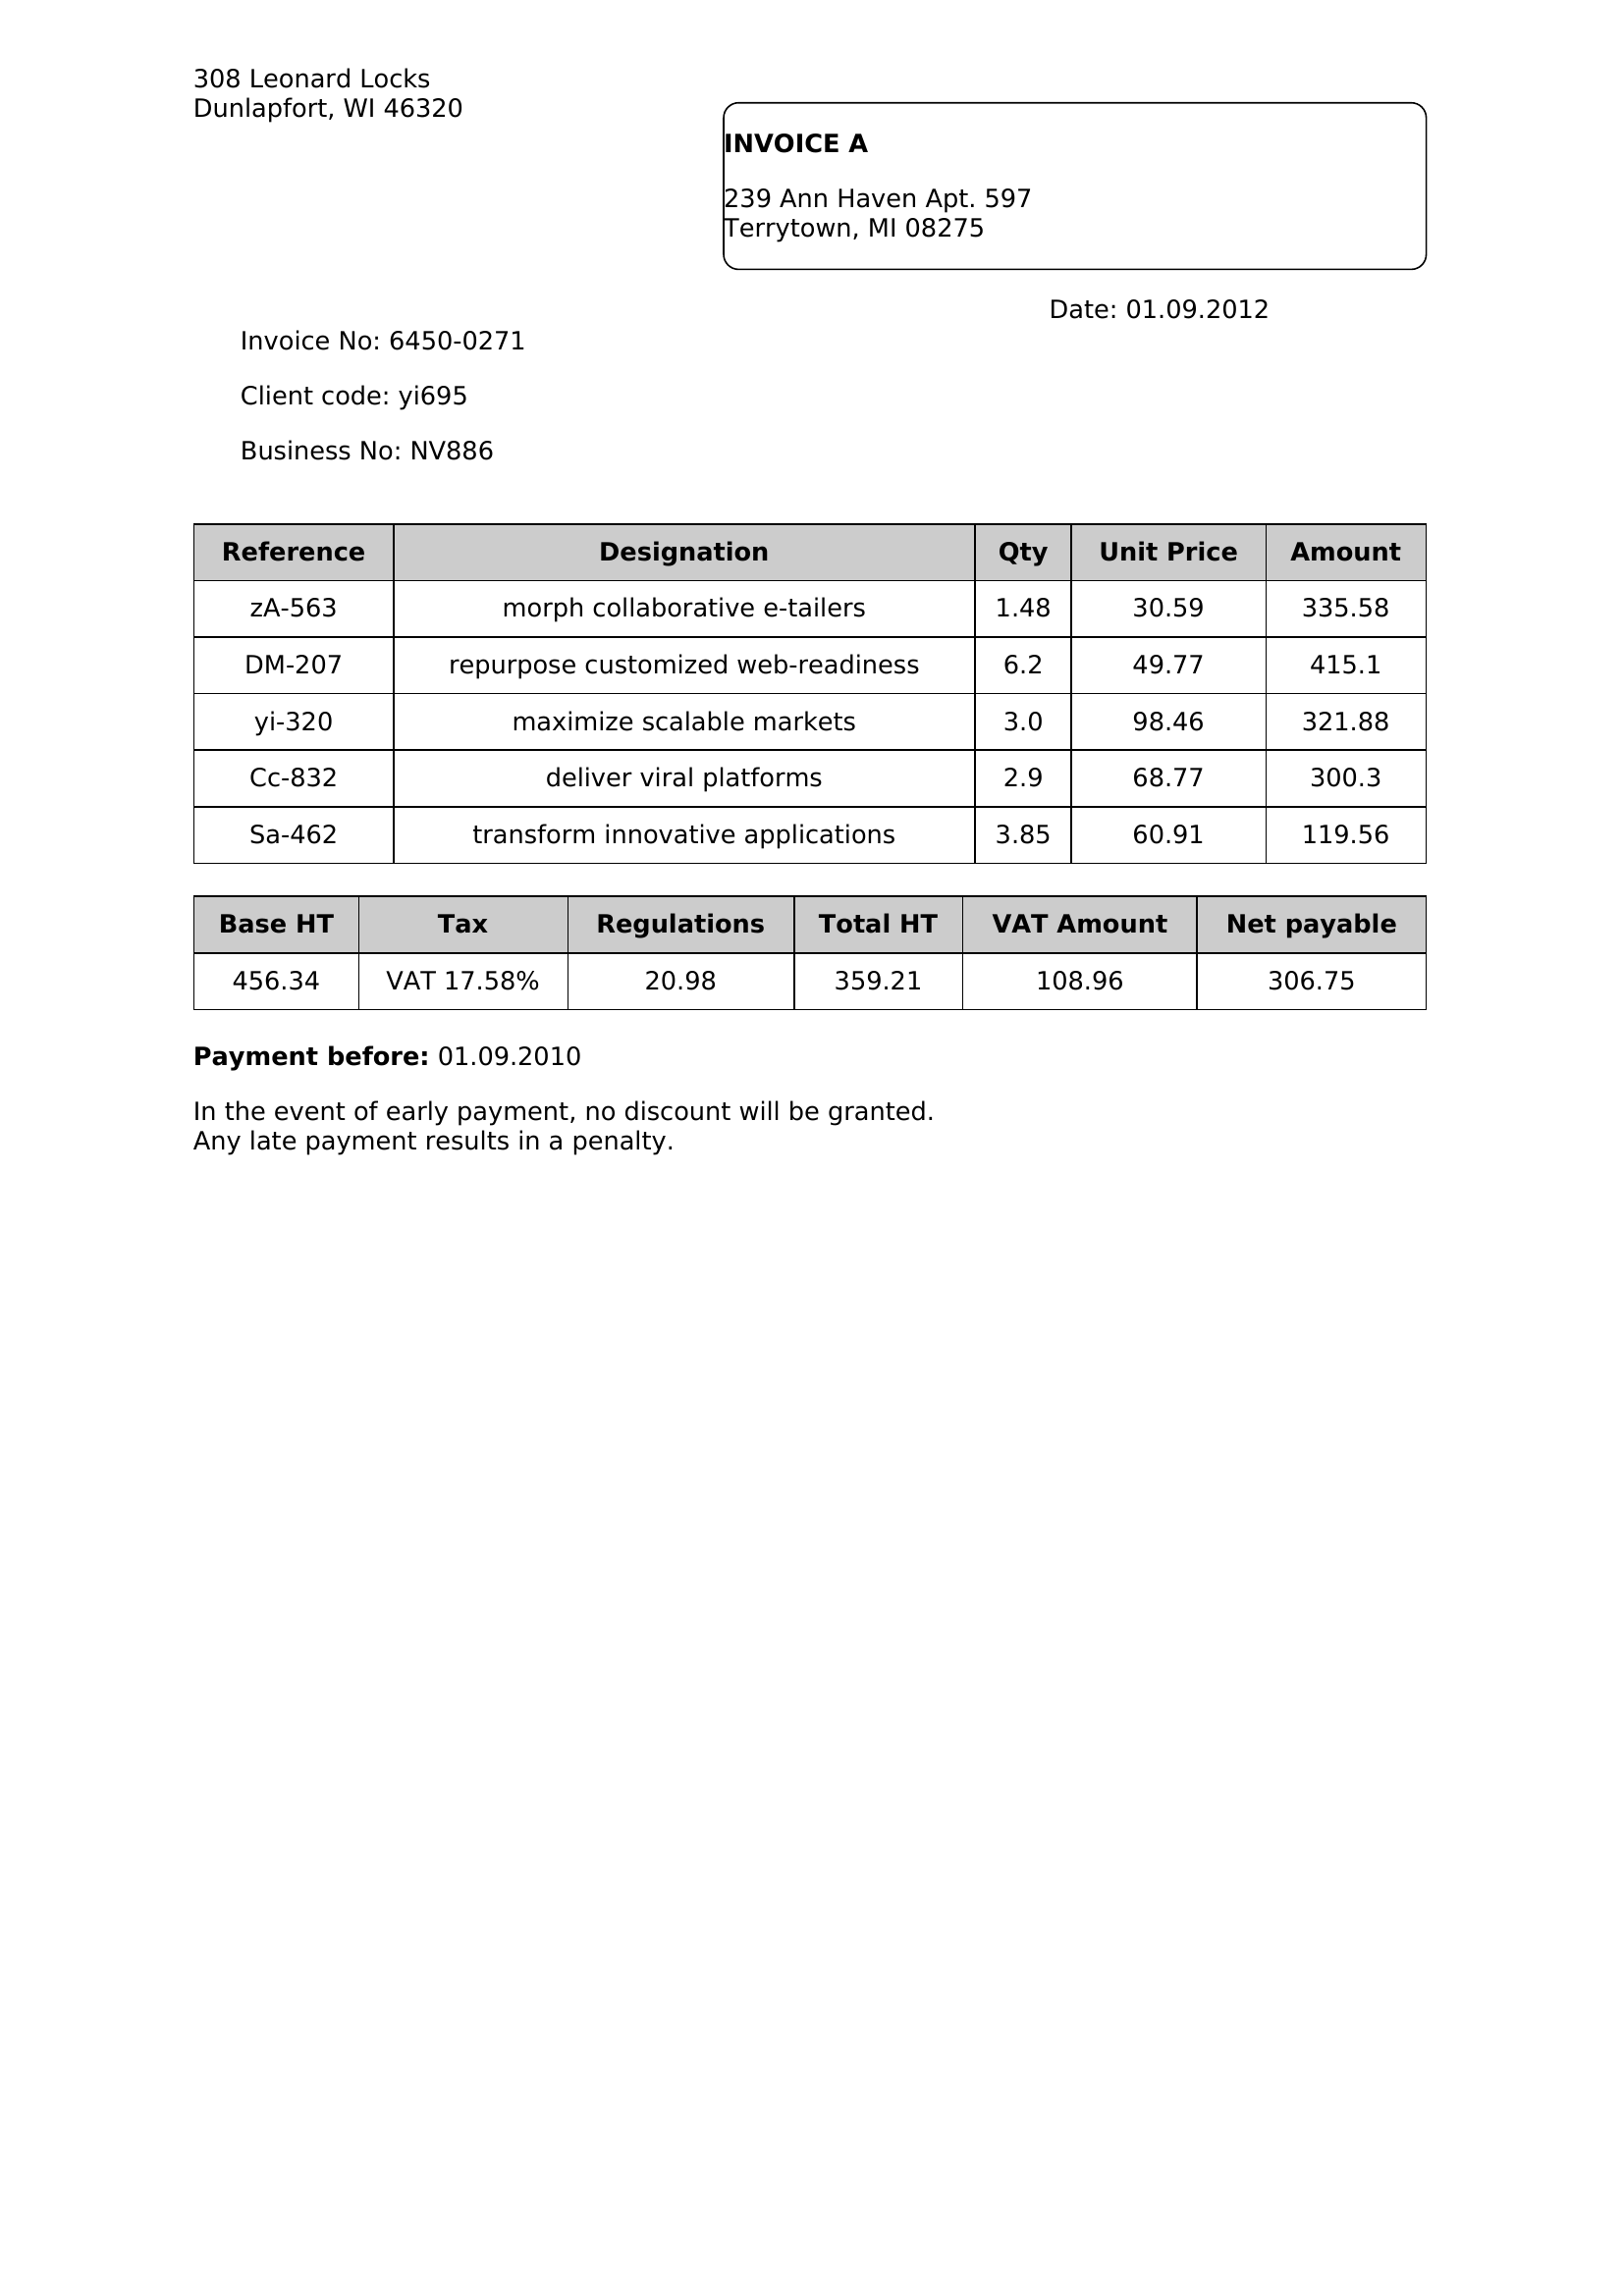 308 Leonard Locks
Dunlapfort, WI 46320
INVOICE A
239 Ann Haven Apt. 597
Terrytown, MI 08275
Date: 01.09.2012
Invoice No: 6450-0271
Client code: yi695
Business No: NV886
Reference Designation Qty Unit Price Amount
zA-563 morph collaborative e-tailers 1.48 30.59 335.58
DM-207 repurpose customized web-readiness 6.2 49.77 415.1
yi-320 maximize scalable markets 3.0 98.46 321.88
Cc-832 deliver viral platforms 2.9 68.77 300.3
Sa-462 transform innovative applications 3.85 60.91 119.56
Base HT Tax Regulations Total HT VAT Amount Net payable
456.34 VAT 17.58% 20.98 359.21 108.96 306.75
Payment before: 01.09.2010
In the event of early payment, no discount will be granted.
Any late payment results in a penalty.